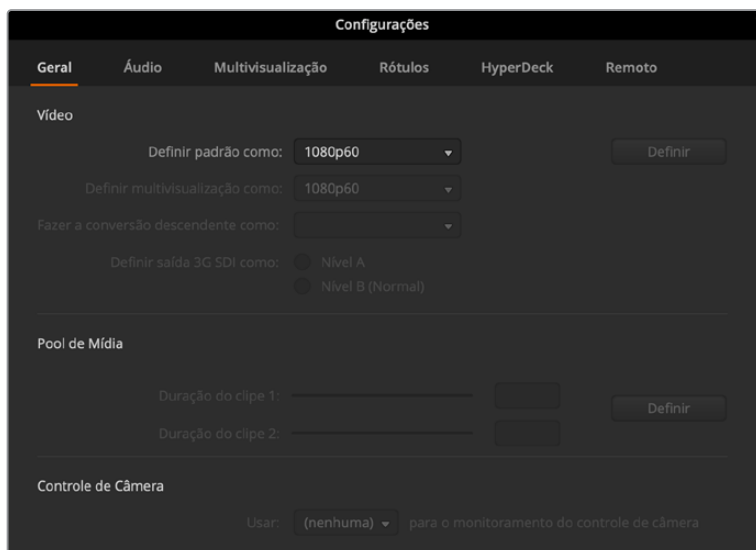 Configurações
Geral Áudio Multivisualização Rótulos HyperDeck Remoto
Vídeo
Definir padrão como: 1080p60 Definir
Definir multivisualização como: 1080p60
Fazer a conversão descendente como:
Definir saída 3G SDI como: Nível A
Nível B (Normal)
Pool de Mídia
Duração do clipe 1:
Definir
Duração do clipe 2:
Controle de Câmera
Usar: (nenhuma) para o monitoramento do controle de câmera